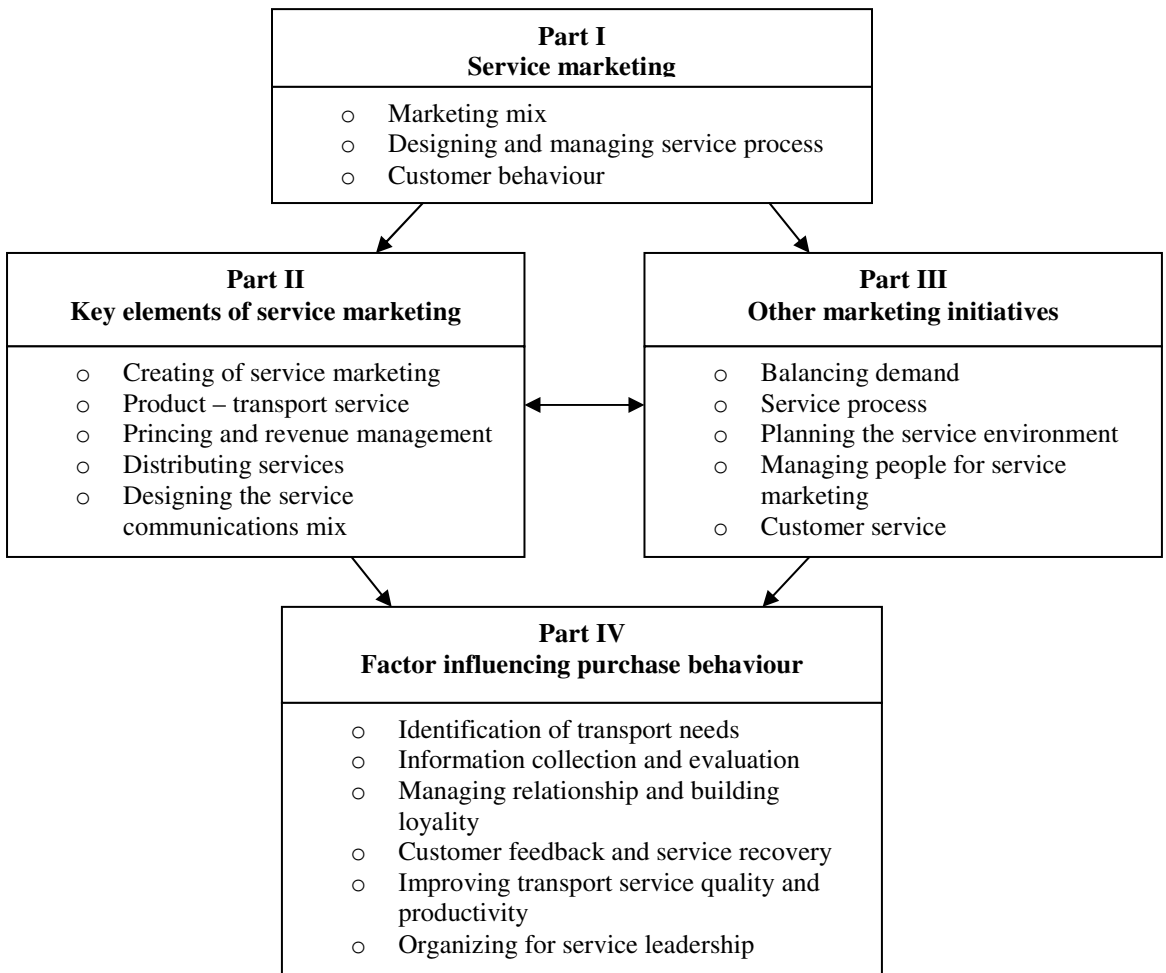 Part I
Service marketing
o Marketing mix
o Designing and managing service process
o Customer behaviour
Part II
Key elements of service marketing
o Creating of service marketing
o Product – transport service
o Princing and revenue management
o Distributing services
o Designing the service
communications mix
Part III
Other marketing initiatives
o Balancing demand
o Service process
o Planning the service environment
o Managing people for service
marketing
o Customer service
Part IV
Factor influencing purchase behaviour
o Identification of transport needs
o Information collection and evaluation
o Managing relationship and building
loyality
o Customer feedback and service recovery
o Improving transport service quality and
productivity
o Organizing for service leadership